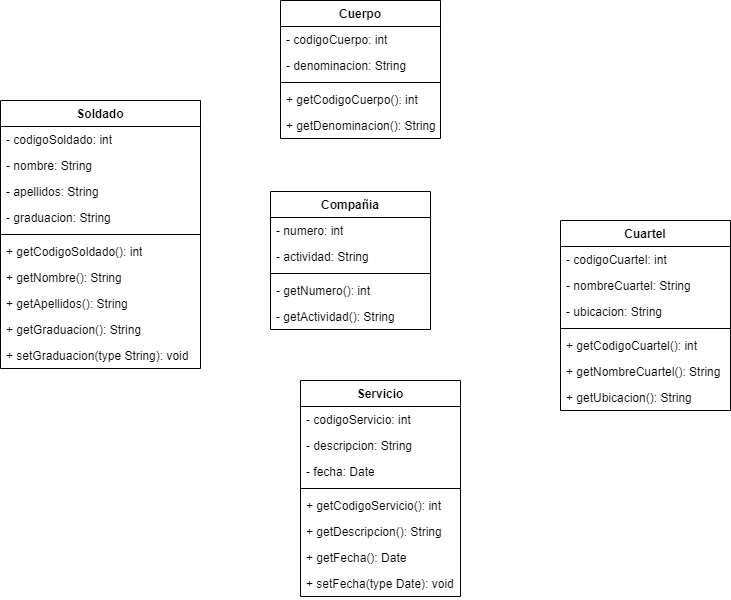 Cuerpo
- codigoCuerpo: int
- denominacion: String
+ getCodigoCuerpo(): int
+ getDenominacion(): String
Soldado
- codigoSoldado: int
- nombre: String
- apellidos: String
- graduacion: String
+ getCodigoSoldado(): int
+ getNombre(): String
+ getApellidos(): String
+ getGraduacion(): String
+ setGraduacion(type String): void
Compañia
- numero: int
- actividad: String
- getNumero(): int
- getActividad(): String
Cuartel
- codigoCuartel: int
- nombreCuartel: String
- ubicacion: String
+ getCodigoCuartel(): int
+ getNombreCuartel(): String
+ getUbicacion(): String
Servicio
- codigoServicio: int
- descripcion: String
- fecha: Date
+ getCodigoServicio(): int
+ getDescripcion(): String
+ getFecha(): Date
+ setFecha(type Date): void